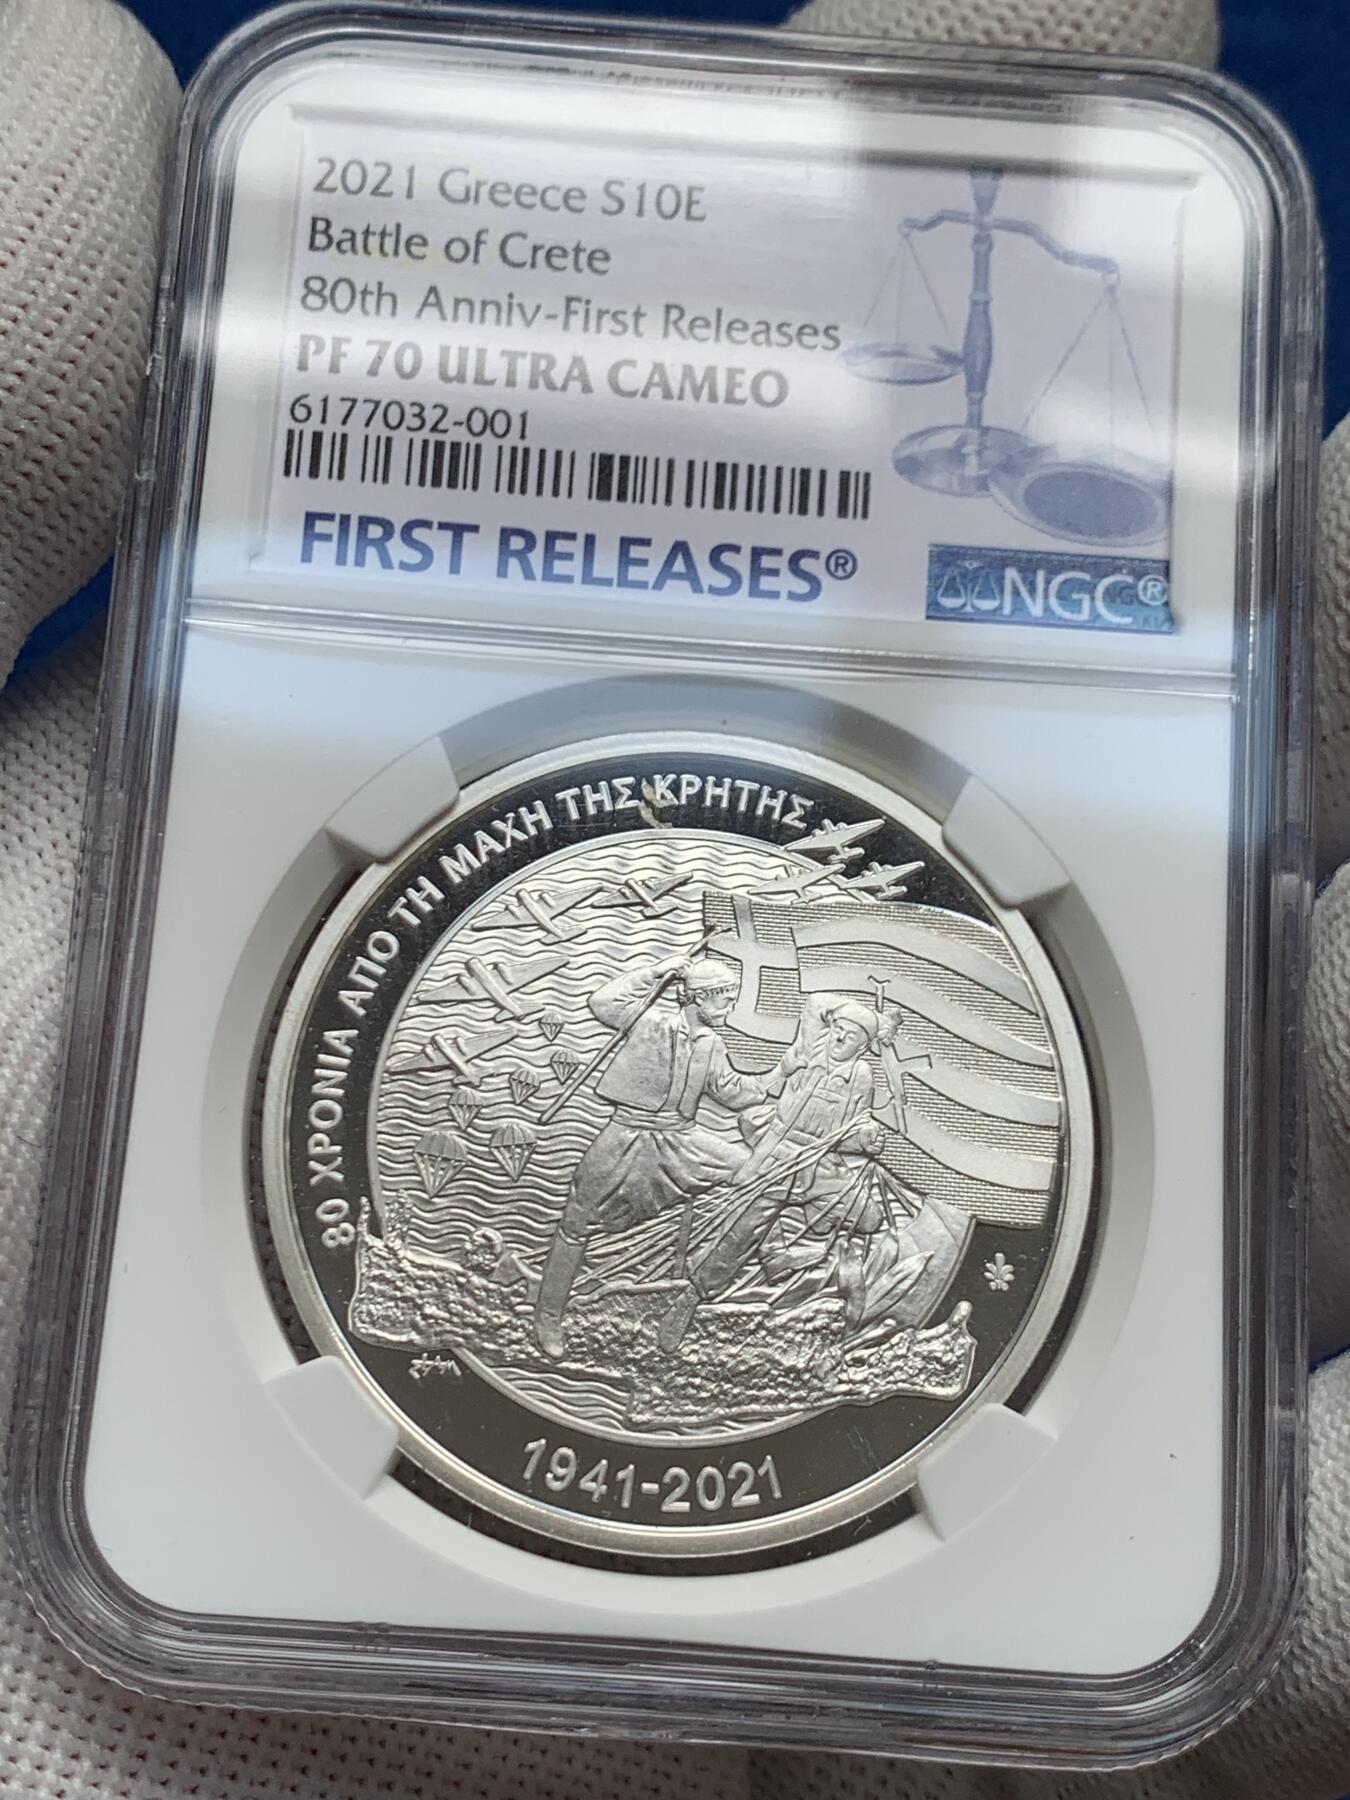 2021 Greece S10E
Battle of Crete
80th Anniv-First Releases
PF 70 ULTRA CAMEO
6177032-001
FIRST RELEASES®
NGC®
80 ΧΡΟΝΙΑ ΑΠΟ ΤΗ ΜΑΧΗ ΤΗΣ ΚΡΗΤΗΣ
1941-2021